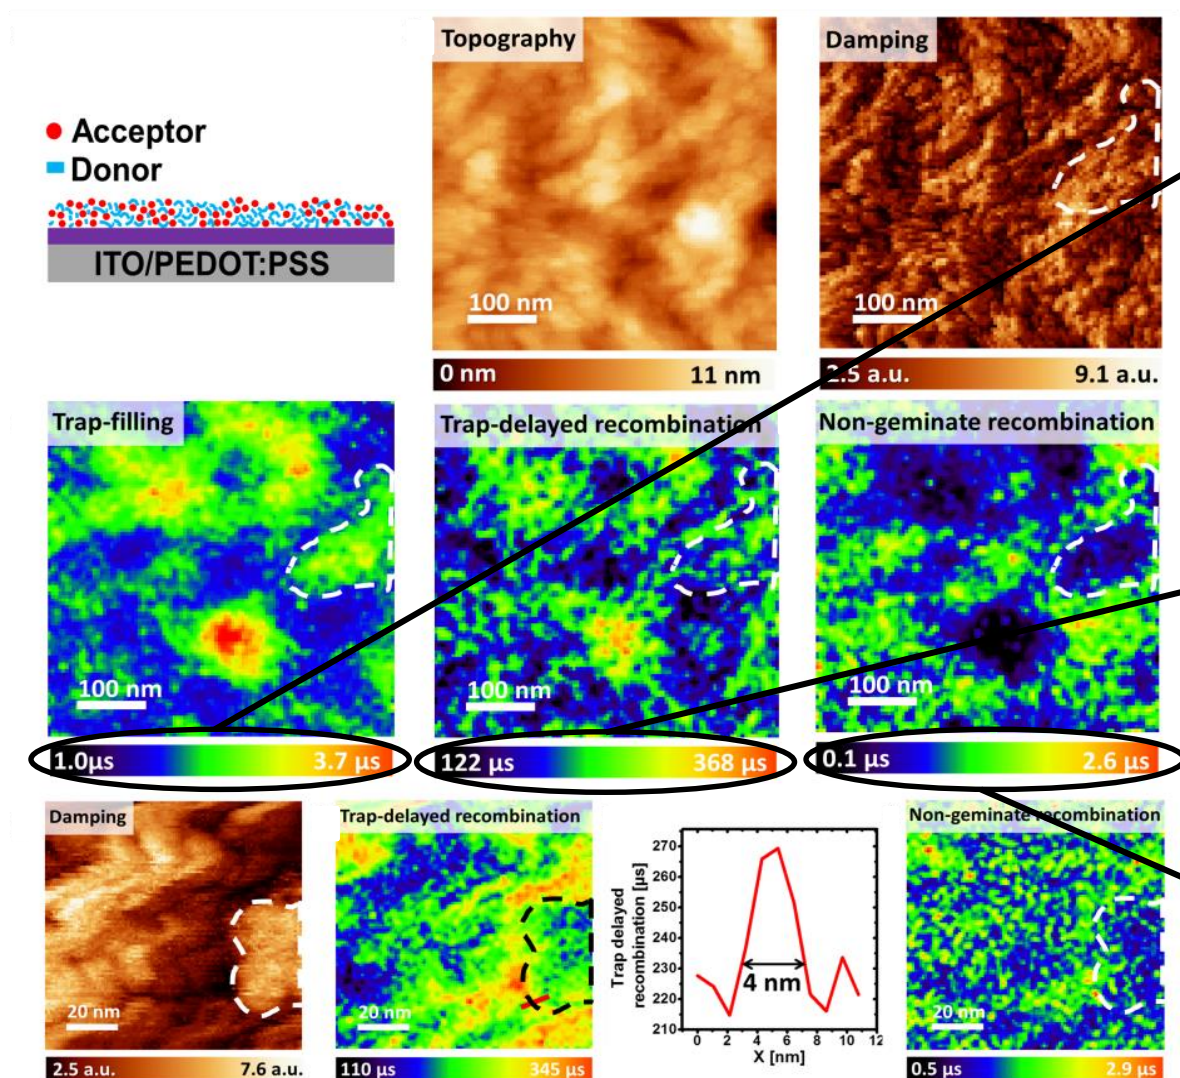 Topography
Damping
Acceptor
Donor
ITO/PEDOT:PSS
100 nm
100 nm
0 nm 11 nm
2.5 a.u. 9.1 a.u.
Trap-filling
Trap-delayed recombination
Non-geminate recombination
100 nm
100 nm
100 nm
1.0µs 3.7 µs
122 µs 368 µs
0.1 µs 2.6 µs
Damping
Trap-delayed recombination
Non-geminate recombination
20 nm
20 nm
Trap delayed
recombination [µs]
270
260
250
240
230
220
210
4 nm
0 2 4 6 8 10 12
X [nm]
20 nm
2.5 a.u. 7.6 a.u.
110 µs 345 µs
0.5 µs 2.9 µs